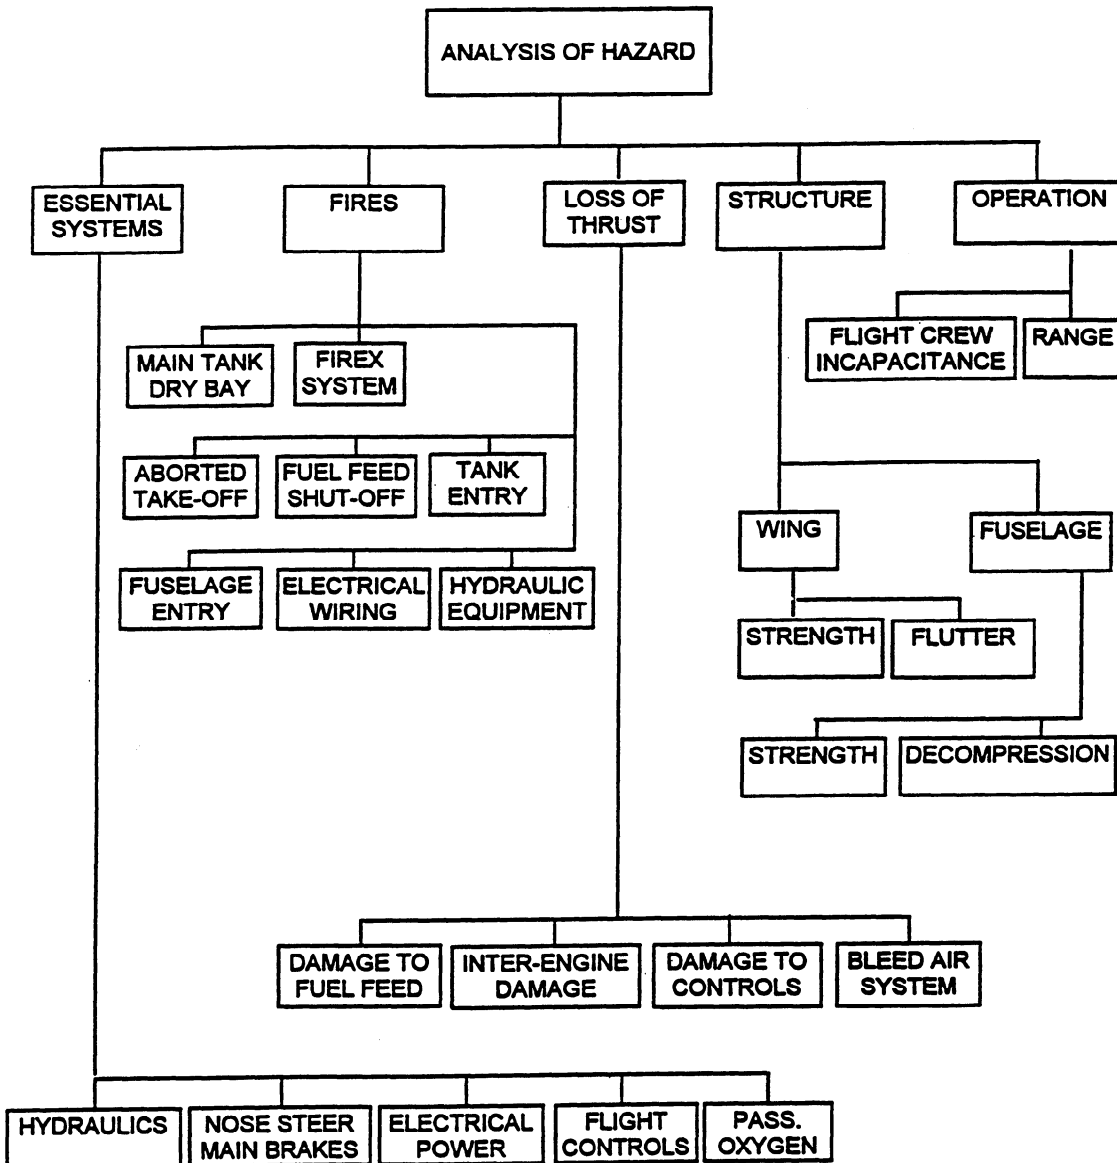 ANALYSIS OF HAZARD
ESSENTIAL
SYSTEMS
FIRES
LOSS OF
THRUST
STRUCTURE
OPERATION
FLIGHT CREW
INCAPACITANCE
RANGE
MAIN TANK
DRY BAY
FIREX
SYSTEM
ABORTED
TAKE-OFF
FUEL FEED
SHUT-OFF
TANK
ENTRY
WING
FUSELAGE
FUSELAGE
ENTRY
ELECTRICAL
WIRING
HYDRAULIC
EQUIPMENT
STRENGTH
FLUTTER
STRENGTH
DECOMPRESSION
DAMAGE TO
FUEL FEED
INTER-ENGINE
DAMAGE
DAMAGE TO
CONTROLS
BLEED AIR
SYSTEM
HYDRAULICS
NOSE STEER
MAIN BRAKES
ELECTRICAL
POWER
FLIGHT
CONTROLS
PASS.
OXYGEN